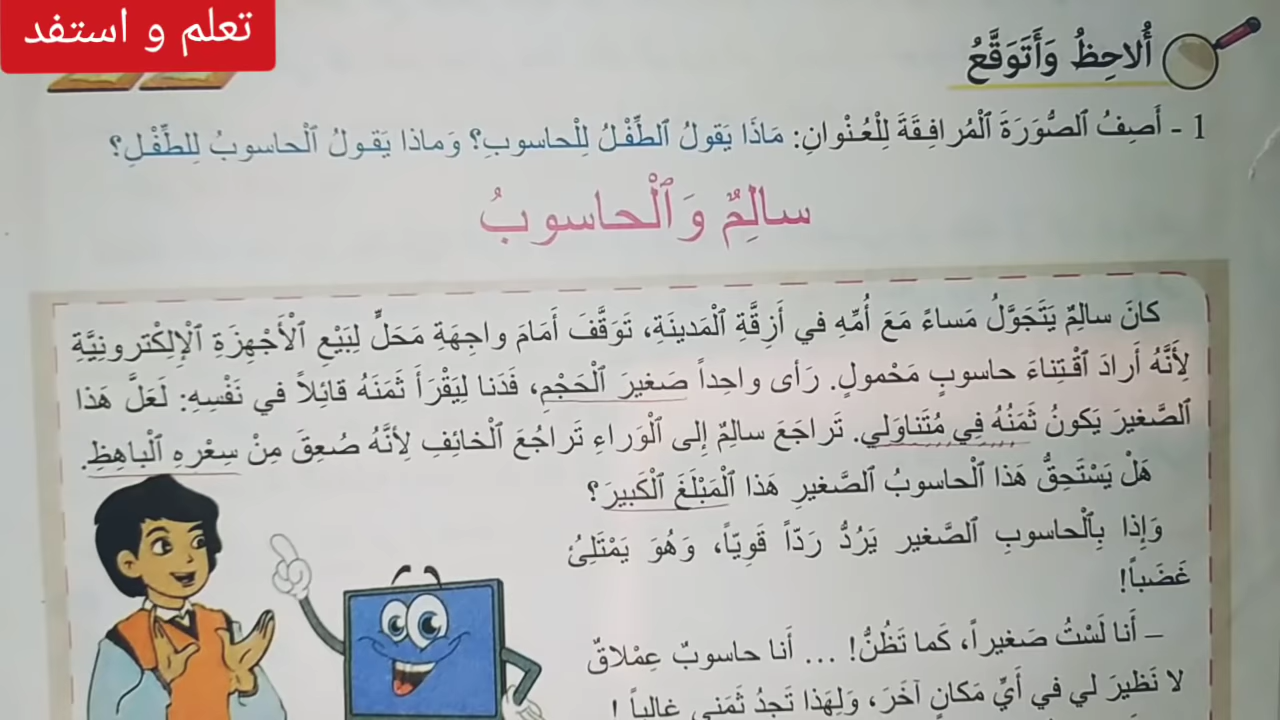 تعلم و استفد
أُلاحِظُ وَأَتَوَقَّعُ
1 - أَصِفُ ٱلصُّورَةَ ٱلْمُرافِقَةَ لِلْعُنْوانِ: مَاذَا يَقولُ ٱلطِّفْلُ لِلْحاسوبِ؟ وَماذا يَقولُ ٱلْحاسوبُ لِلطِّفْلِ؟
سالِمٌ وَٱلْحاسوبُ
كانَ سالِمٌ يَتَجَوَّلُ مَساءً مَعَ أُمِّهِ في أَزِقَّةِ ٱلْمَدينَةِ، تَوَقَّفَ أَمَامَ واجِهَةِ مَحَلٍّ لِبَيْعِ ٱلْأَجْهِزَةِ ٱلْإِلِكْترونِيَّةِ
لِأَنَّهُ أَرادَ ٱقْتِناءَ حاسوبٍ مَحْمولٍ. رَأى واحِداً صَغيرَ ٱلْحَجْمِ، فَدَنا لِيَقْرَأَ ثَمَنَهُ قائِلاً في نَفْسِهِ: لَعَلَّ هَذا
ٱلصَّغيرَ يَكونُ ثَمَنُهُ فِي مُتَناوَلي. تَراجَعَ سالِمٌ إِلى ٱلْوَراءِ تَراجُعَ ٱلْخائِفِ لِأَنَّهُ صُعِقَ مِنْ سِعْرِهِ ٱلْباهِظِ.
هَلْ يَسْتَحِقُّ هَذا ٱلْحاسوبُ ٱلصَّغيرِ هَذا ٱلْمَبْلَغَ ٱلْكَبيرَ؟
وَإِذا بِٱلْحاسوبِ ٱلصَّغير يَرُدُّ رَدّاً قَوِيّاً، وَهُوَ يَمْتَلِئُ
غَضَباً!
– أَنا لَسْتُ صَغيراً، كَما تَظُنُّ! ... أَنا حاسوبٌ عِمْلاقٌ
لا نَظيرَ لي في أَيِّ مَكانٍ آخَرَ، وَلِهَذا تَجِدُ ثَمَني غالِياً !